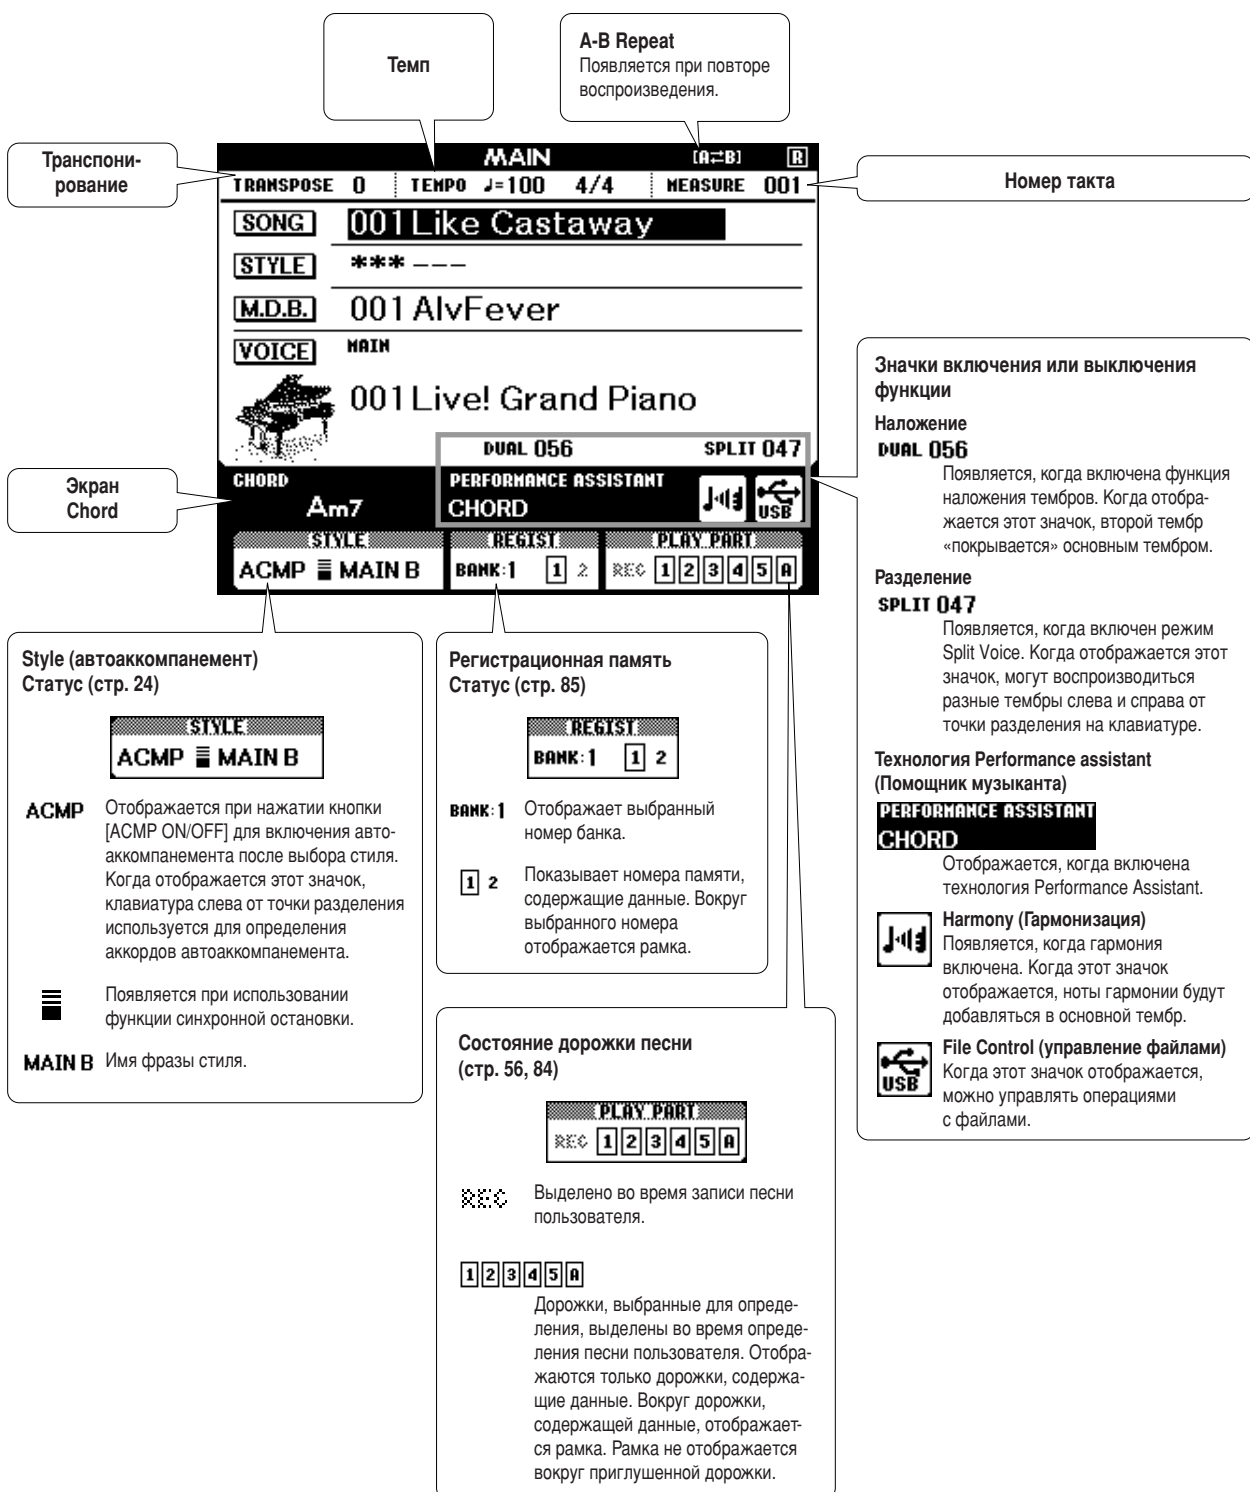 Темп
A-B Repeat
Появляется при повторе
воспроизведения.
Транспони-
рование
Номер такта
MAIN
[A⇄B]
R
TRANSPOSE 0
TEMPO ♩=100 4/4
MEASURE 001
SONG
001 Like Castaway
STYLE
*** ---
M.D.B.
001 AlvFever
VOICE
MAIN
001 Live! Grand Piano
DUAL 056
SPLIT 047
Экран
Chord
CHORD
Am7
PERFORMANCE ASSISTANT
CHORD
USB
STYLE
ACMP MAIN B
REGIST
BANK:1 1 2
PLAY PART
REC 1 2 3 4 5 A
Значки включения или выключения
функции
Наложение
DUAL 056
Появляется, когда включена функция
наложения тембров. Когда отобра-
жается этот значок, второй тембр
«покрывается» основным тембром.
Разделение
SPLIT 047
Появляется, когда включен режим
Split Voice. Когда отображается этот
значок, могут воспроизводиться
разные тембры слева и справа от
точки разделения на клавиатуре.
Технология Performance assistant
(Помощник музыканта)
PERFORMANCE ASSISTANT
CHORD
Отображается, когда включена
технология Performance Assistant.
Harmony (Гармонизация)
Появляется, когда гармония
включена. Когда этот значок
отображается, ноты гармонии будут
добавляться в основной тембр.
File Control (управление файлами)
USB
Когда этот значок отображается,
можно управлять операциями
с файлами.
Style (автоаккомпанемент)
Статус (стр. 24)
STYLE
ACMP MAIN B
ACMP
Отображается при нажатии кнопки
[ACMP ON/OFF] для включения авто-
аккомпанемента после выбора стиля.
Когда отображается этот значок,
клавиатура слева от точки разделения
используется для определения
аккордов автоаккомпанемента.
Появляется при использовании
функции синхронной остановки.
MAIN B Имя фразы стиля.
Регистрационная память
Статус (стр. 85)
REGIST
BANK:1 1 2
BANK:1
Отображает выбранный
номер банка.
1 2
Показывает номера памяти,
содержащие данные. Вокруг
выбранного номера
отображается рамка.
Состояние дорожки песни
(стр. 56, 84)
PLAY PART
REC 1 2 3 4 5 A
REC
Выделено во время записи песни
пользователя.
1 2 3 4 5 A
Дорожки, выбранные для опреде-
ления, выделены во время опреде-
ления песни пользователя. Отобра-
жаются только дорожки, содержа-
щие данные. Вокруг дорожки,
содержащей данные, отображает-
ся рамка. Рамка не отображается
вокруг приглушенной дорожки.